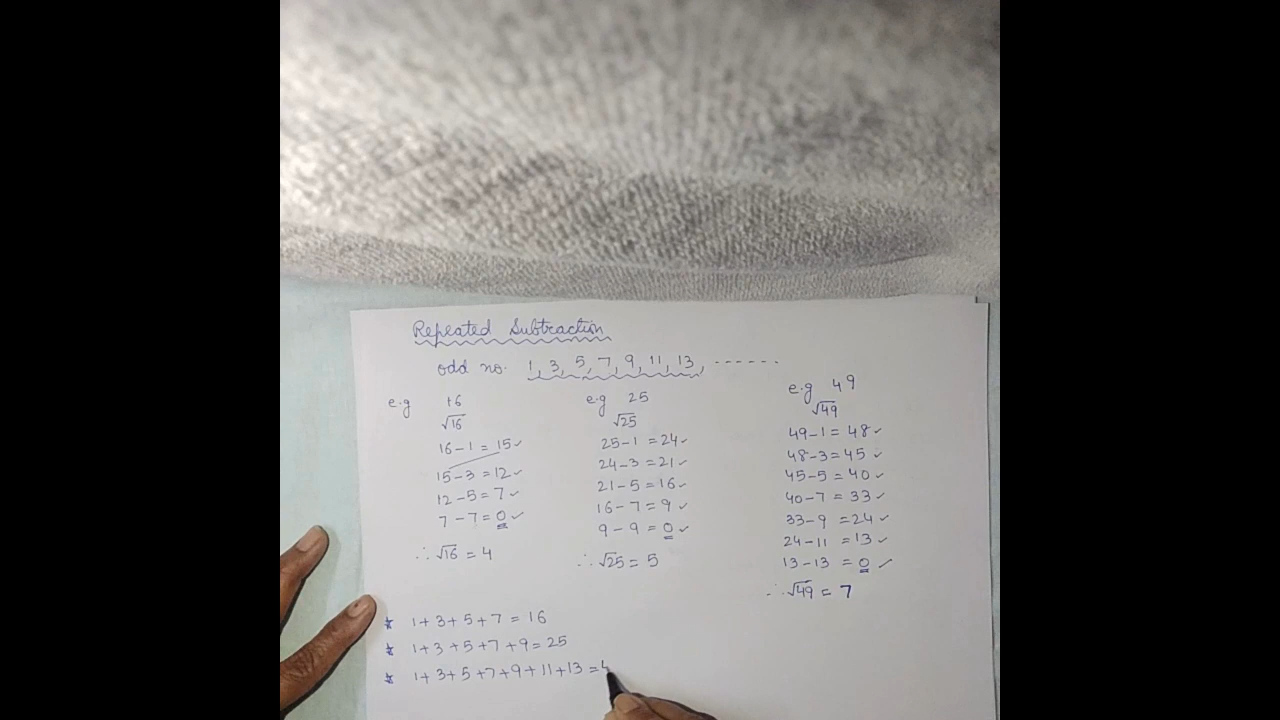 Repeated Subtraction
odd no. 1, 3, 5, 7, 9, 11, 13, ------
e.g 16
√16
16-1 = 15✓
15-3 = 12✓
12-5 = 7✓
7-7 = 0✓
∴ √16 = 4
e.g 25
√25
25-1 = 24✓
24-3 = 21✓
21-5 = 16✓
16-7 = 9✓
9-9 = 0✓
∴ √25 = 5
e.g 49
√49
49-1 = 48✓
48-3 = 45✓
45-5 = 40✓
40-7 = 33✓
33-9 = 24✓
24-11 = 13✓
13-13 = 0✓
∴ √49 = 7
* 1+3+5+7 = 16
* 1+3+5+7+9 = 25
* 1+3+5+7+9+11+13 = 4